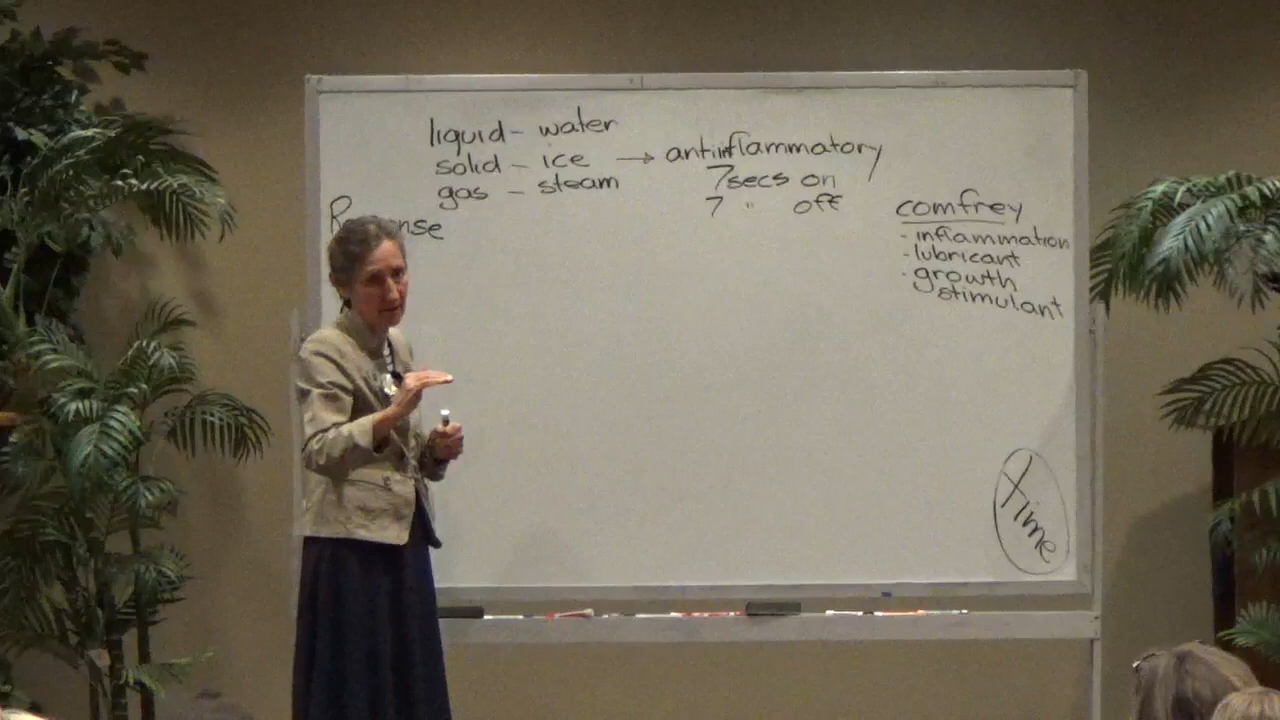 liquid - water
solid - ice → antiinflammatory
gas - steam
7secs on
7 " off
comfrey
- inflammation
- lubricant
- growth
stimulant
Time